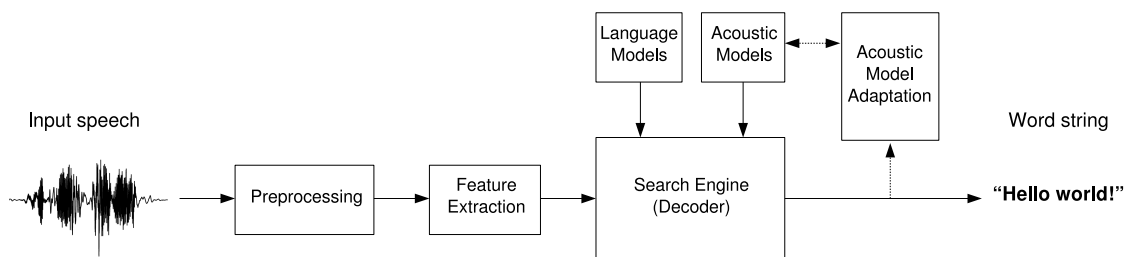 Language
Models
Acoustic
Models
Acoustic
Model
Adaptation
Input speech
Word string
Preprocessing
Feature
Extraction
Search Engine
(Decoder)
“Hello world!”